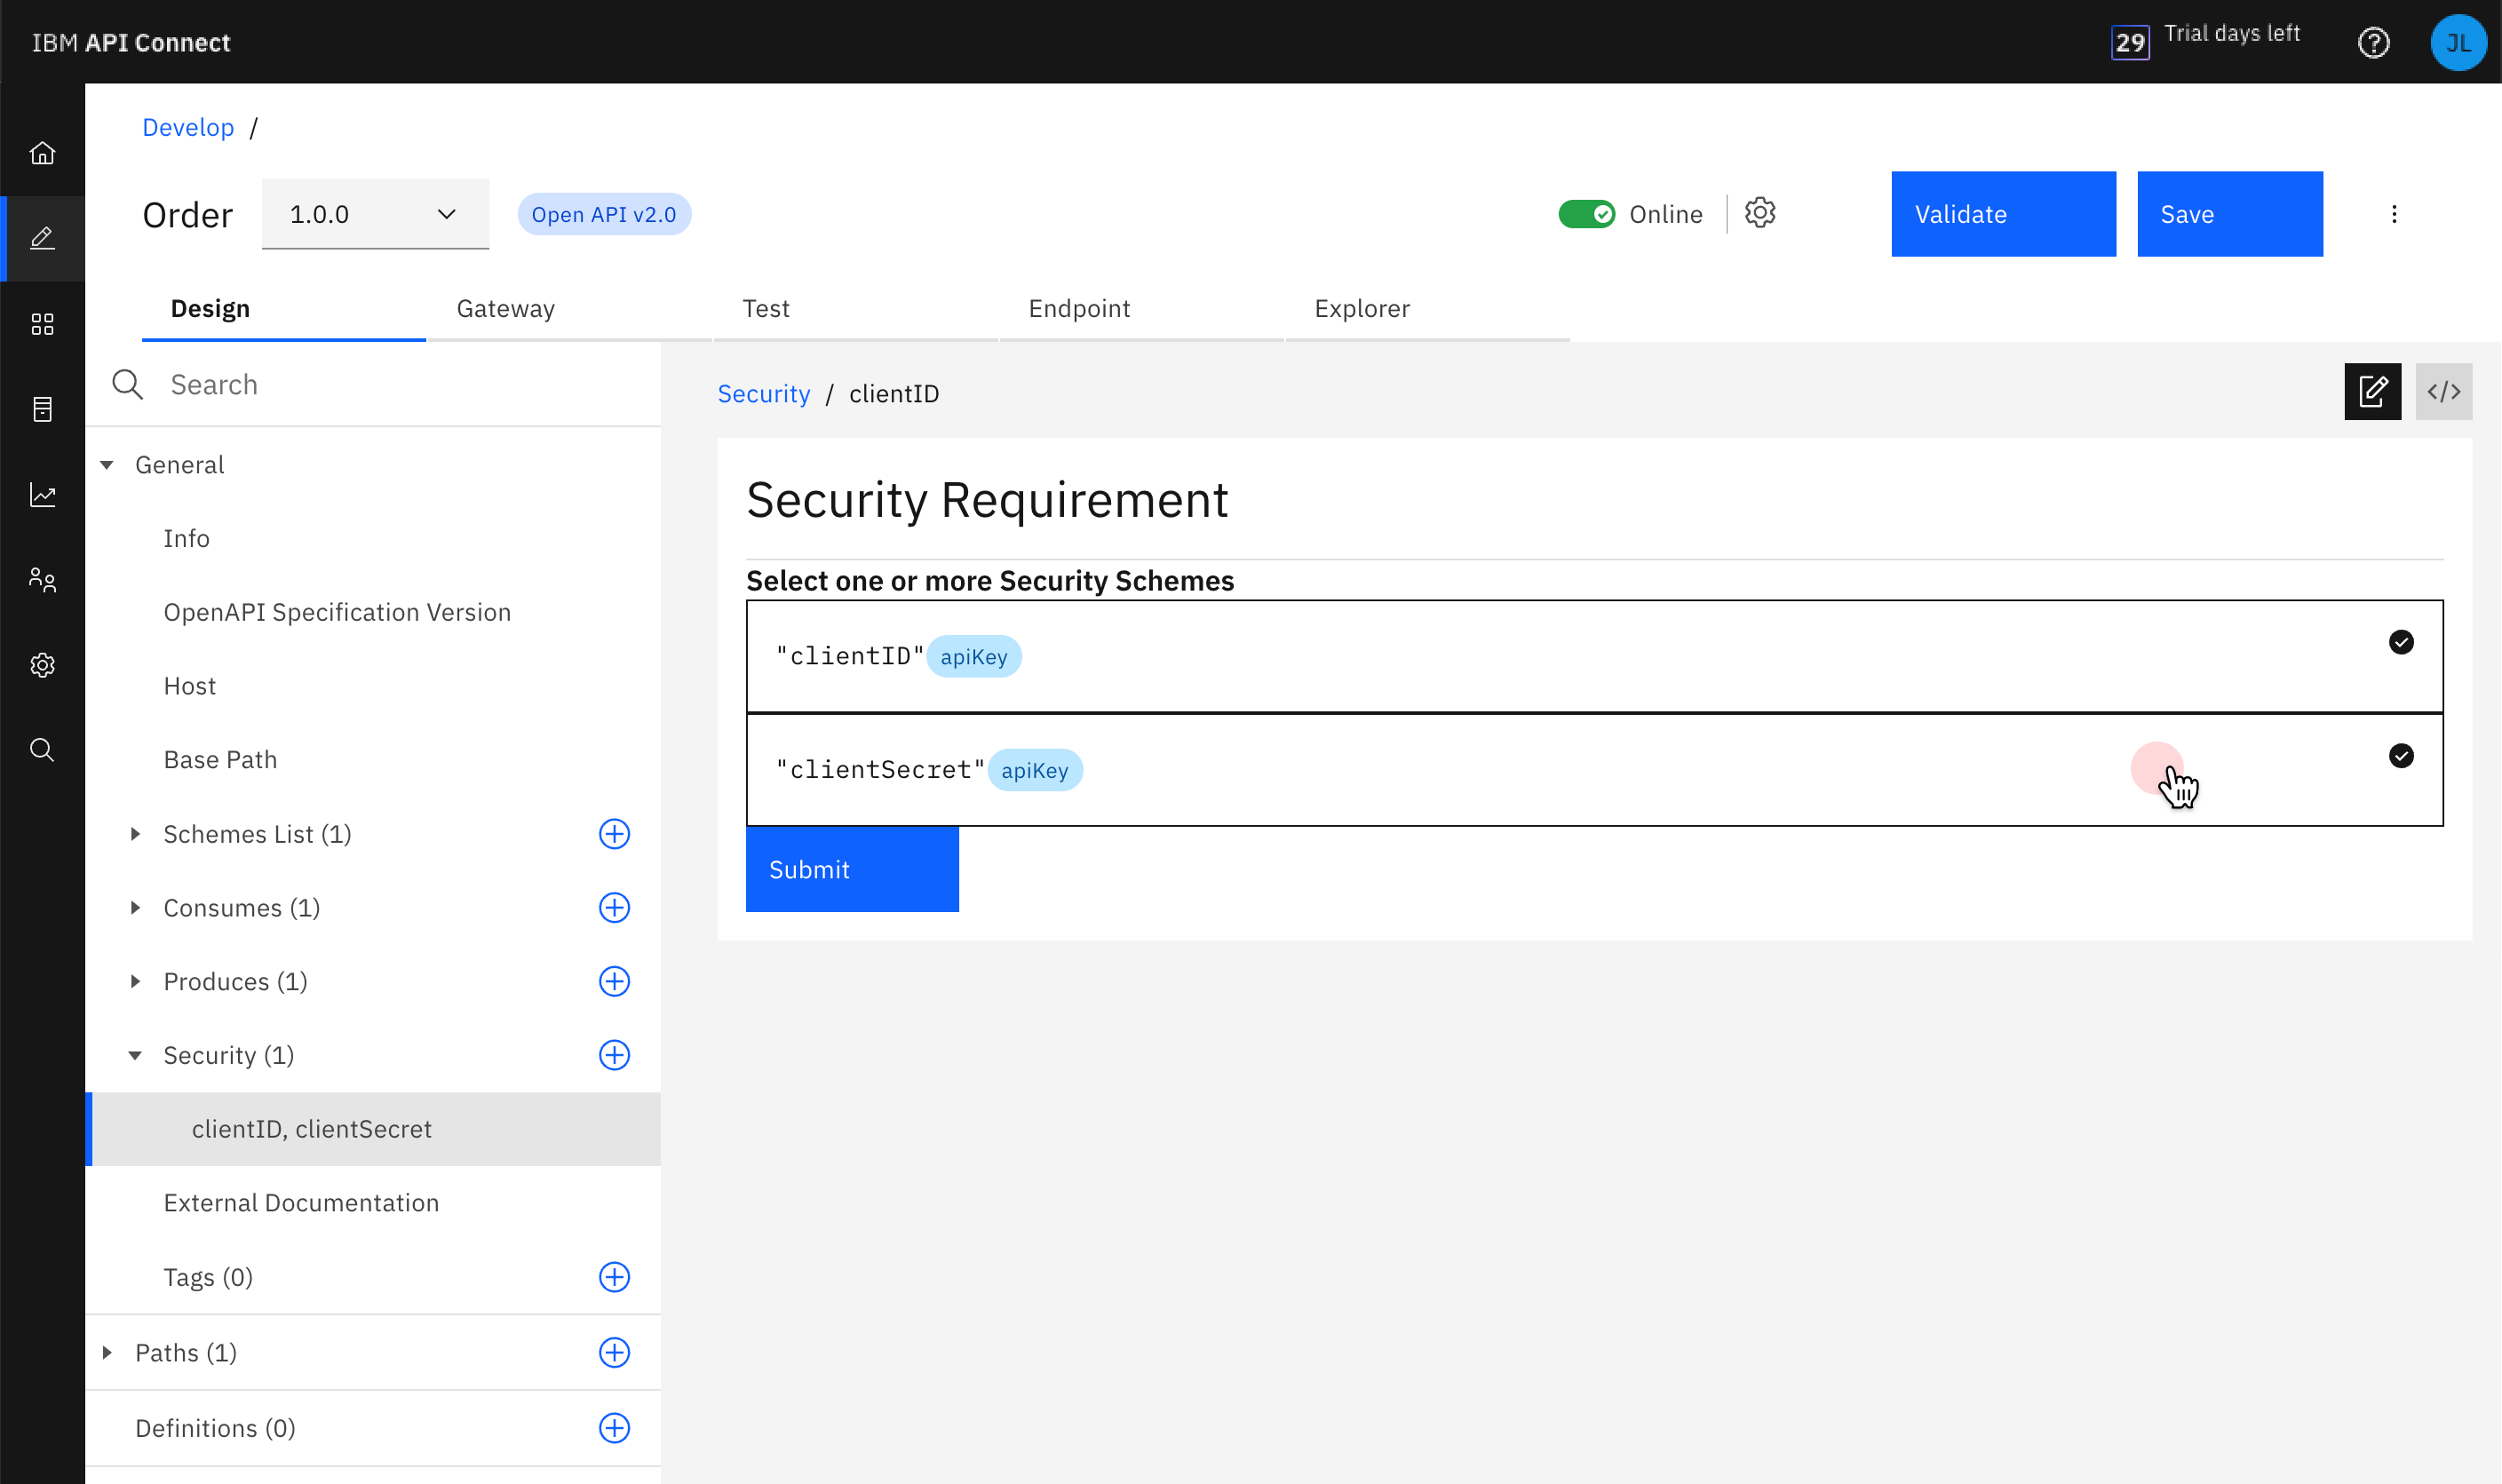 IBM API Connect
29 Trial days left
JL
Develop /
Order 1.0.0 Open API v2.0 Online Validate Save
Design Gateway Test Endpoint Explorer
Search
Security / clientID
General
Info
OpenAPI Specification Version
Host
Base Path
Schemes List (1)
Consumes (1)
Produces (1)
Security (1)
clientID, clientSecret
External Documentation
Tags (0)
Paths (1)
Definitions (0)
Security Requirement
Select one or more Security Schemes
"clientID" apiKey
"clientSecret" apiKey
Submit